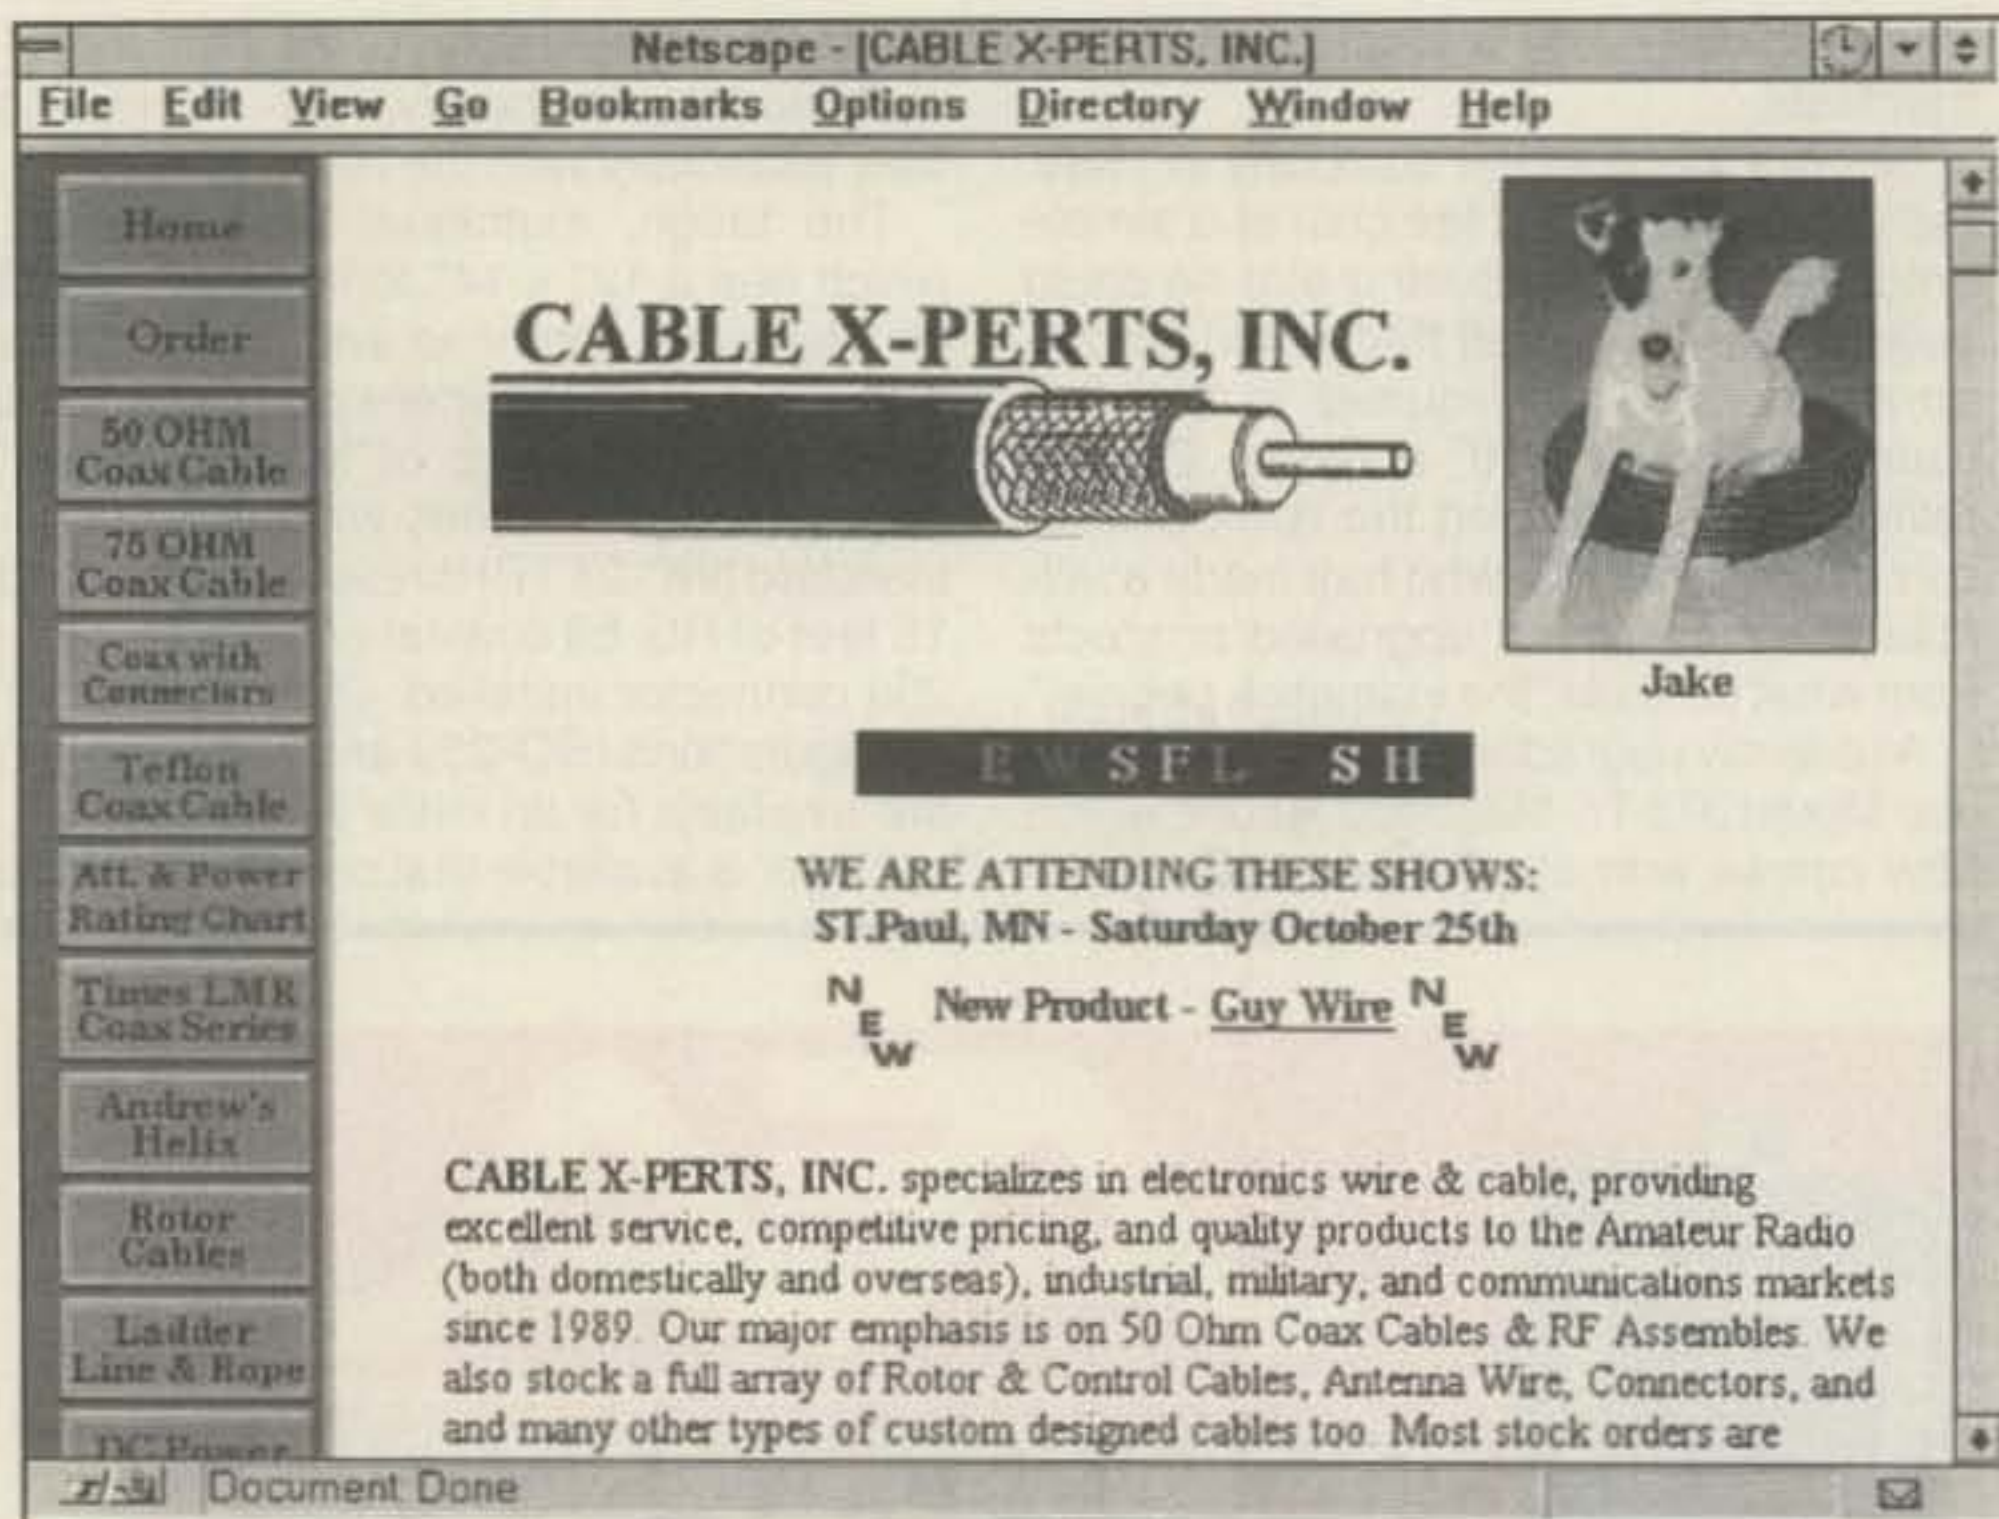 Netscape - [CABLE X-PERTS, INC.]
File Edit View Go Bookmarks Options Directory Window Help
Home
Order
50 OHM
Coax Cable
75 OHM
Coax Cable
Coax with
Connectors
Teflon
Coax Cable
Att. & Power
Rating Chart
Times LMR
Coax Series
Andrew's
Helix
Rotor
Cables
Ladder
Line & Rope
DC Power
CABLE X-PERTS, INC.
Jake
E W S F L - S H
WE ARE ATTENDING THESE SHOWS:
ST.Paul, MN - Saturday October 25th
NEW New Product - Guy Wire NEW
CABLE X-PERTS, INC. specializes in electronics wire & cable, providing
excellent service, competitive pricing, and quality products to the Amateur Radio
(both domestically and overseas), industrial, military, and communications markets
since 1989. Our major emphasis is on 50 Ohm Coax Cables & RF Assembles. We
also stock a full array of Rotor & Control Cables, Antenna Wire, Connectors, and
and many other types of custom designed cables too. Most stock orders are
Document Done